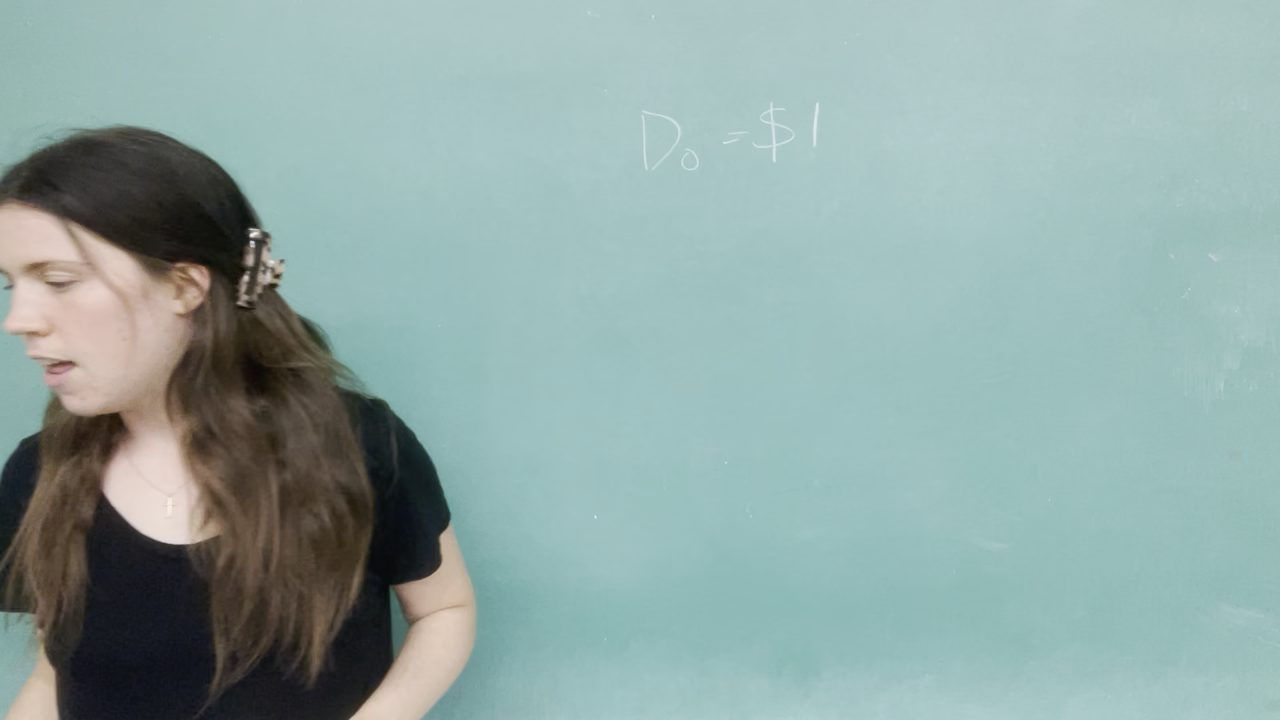 D₀ = $1